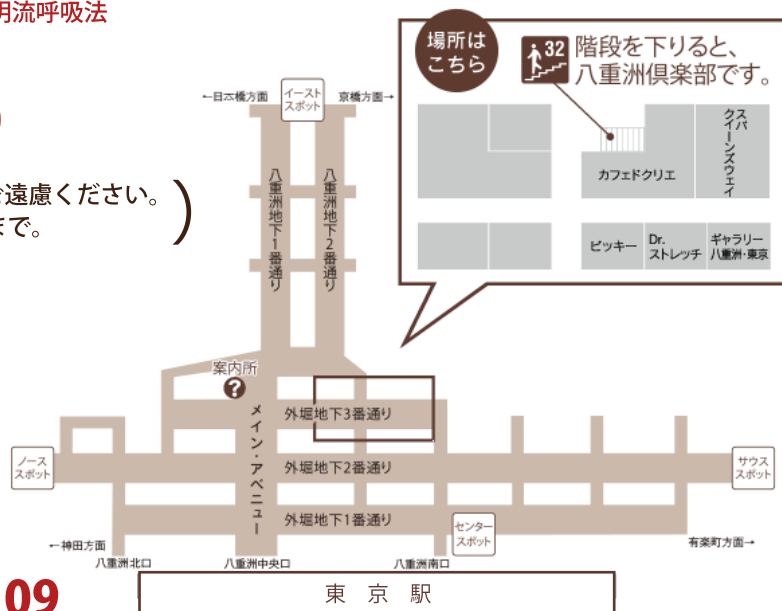 明流呼吸法
遠慮ください。
まで。
)
場所は
こちら
32
階段を下りると、
八重洲倶楽部です。
スパ
クイーンズウェイ
カフェドクリエ
ビッキー
Dr.
ストレッチ
ギャラリー
八重洲・東京
←日本橋方面
イースト
スポット
京橋方面→
八重洲地下1番通り
八重洲地下2番通り
案内所
?
メイン・アベニュー
外堀地下3番通り
外堀地下2番通り
外堀地下1番通り
ノース
スポット
サウス
スポット
センター
スポット
←神田方面
有楽町方面→
八重洲北口
八重洲中央口
八重洲南口
東京駅
09